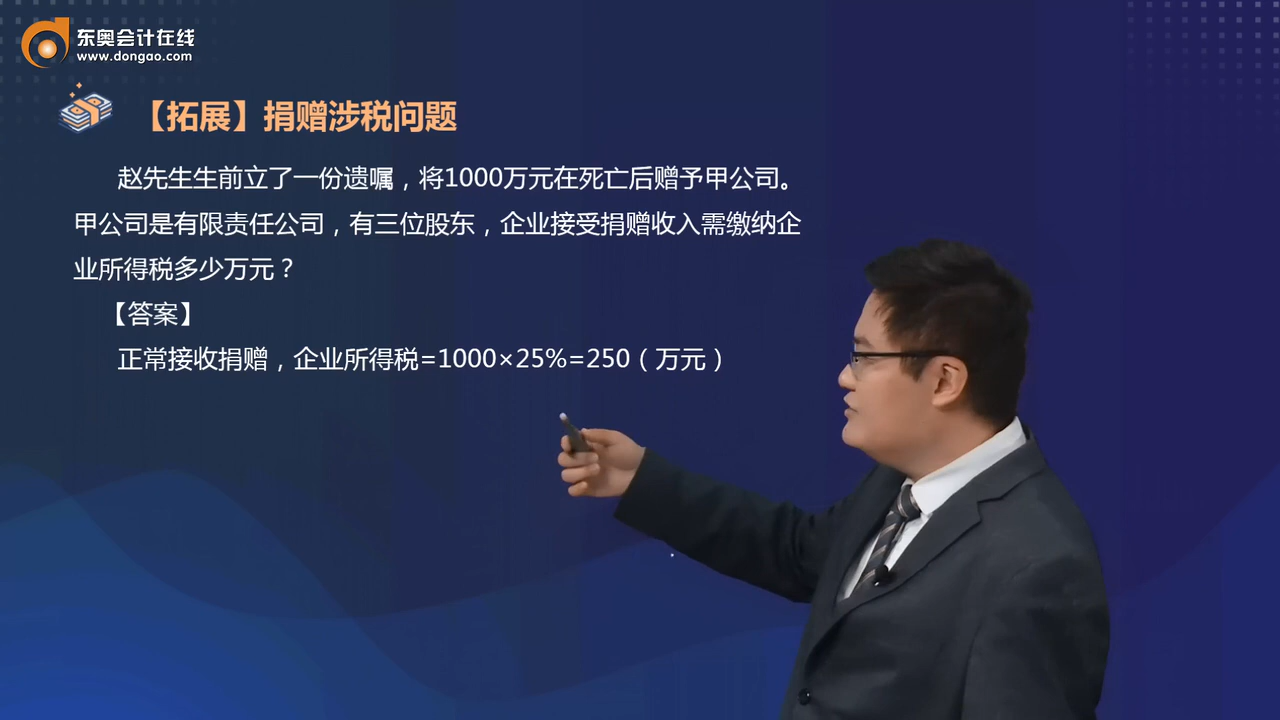 东奥会计在线
www.dongao.com
【拓展】捐赠涉税问题
赵先生生前立了一份遗嘱，将1000万元在死亡后赠予甲公司。
甲公司是有限责任公司，有三位股东，企业接受捐赠收入需缴纳企
业所得税多少万元？
【答案】
正常接收捐赠，企业所得税=1000×25%=250（万元）